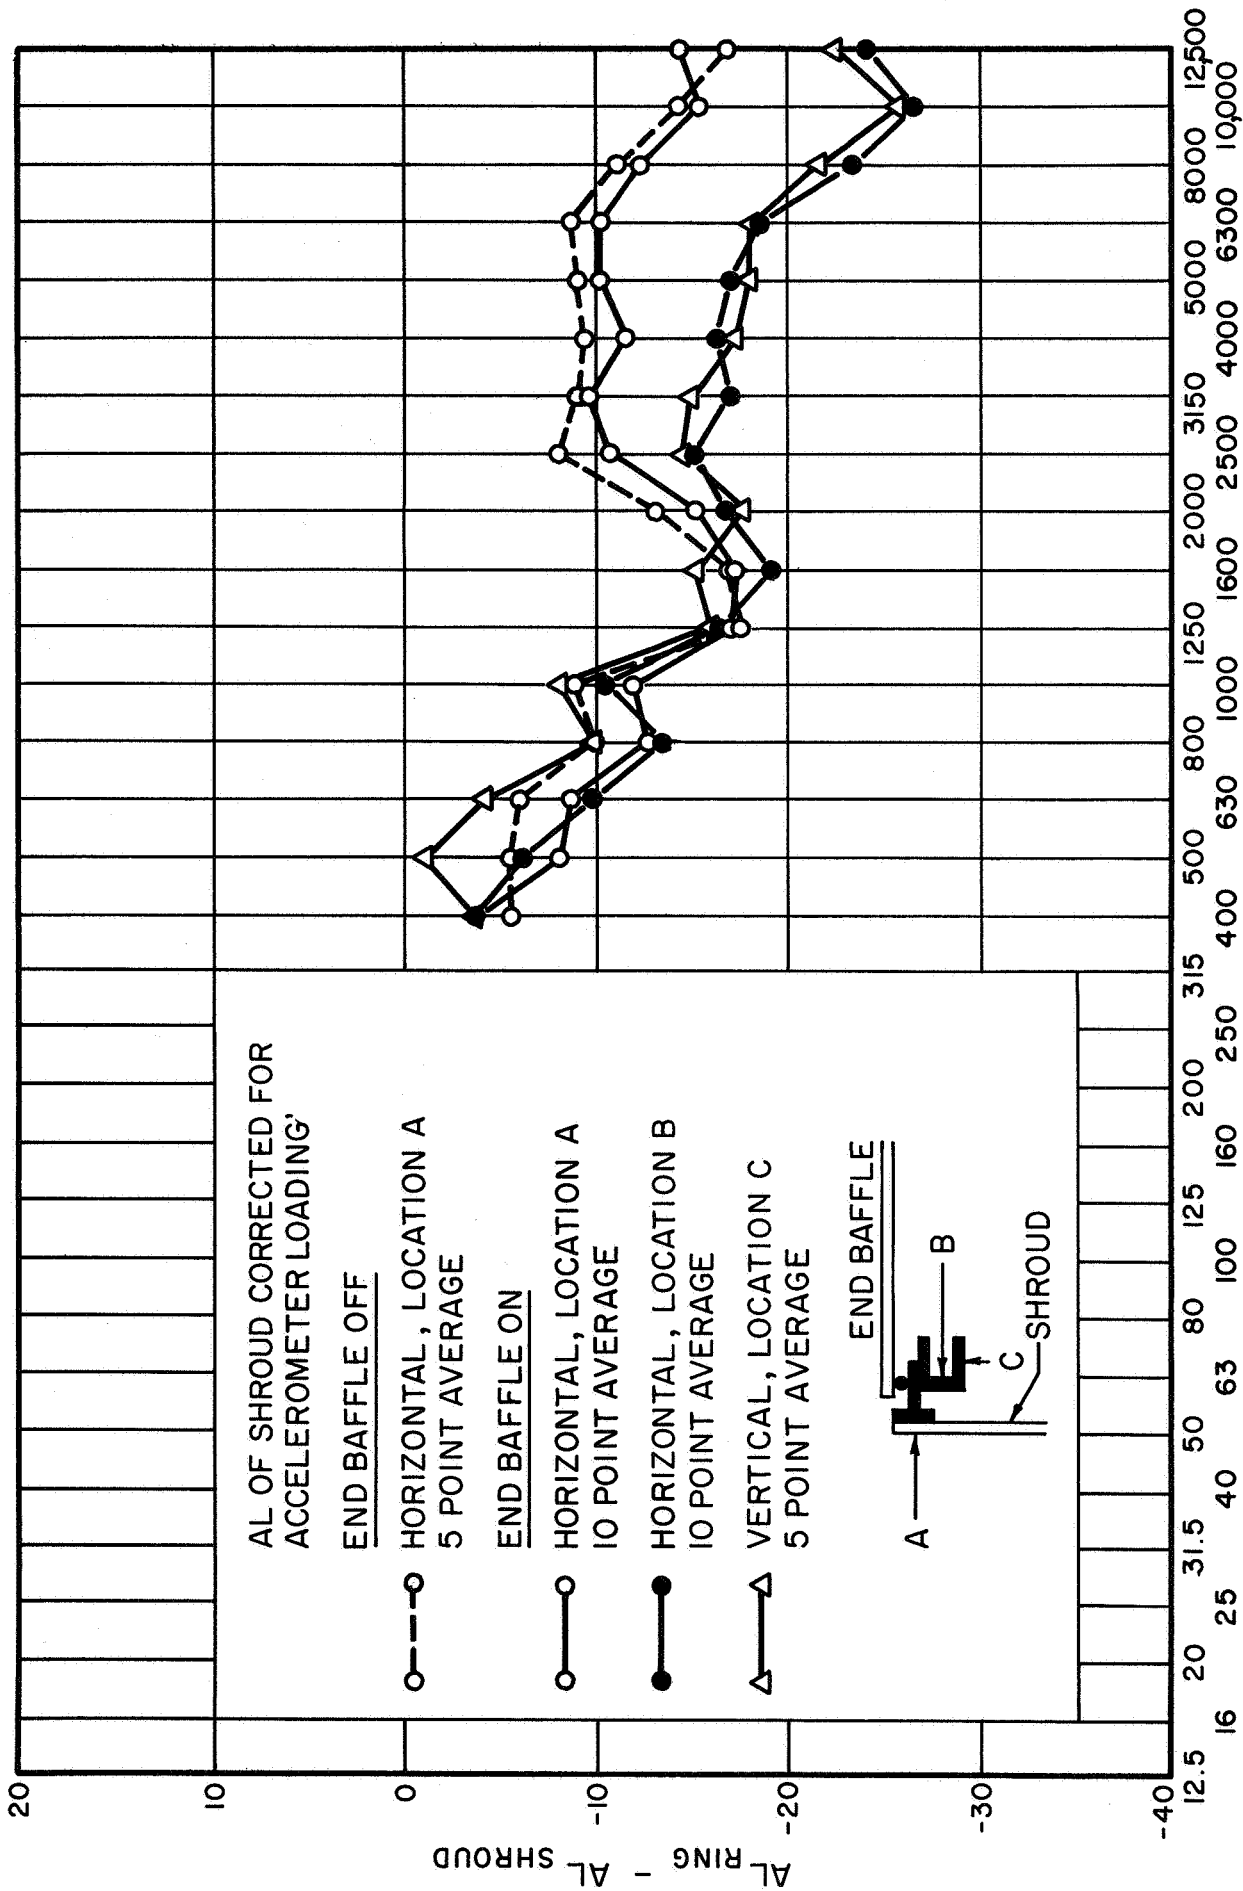 AL OF SHROUD CORRECTED FOR
ACCELEROMETER LOADING'
END BAFFLE OFF
HORIZONTAL, LOCATION A
5 POINT AVERAGE
END BAFFLE ON
HORIZONTAL, LOCATION A
10 POINT AVERAGE
HORIZONTAL, LOCATION B
10 POINT AVERAGE
VERTICAL, LOCATION C
5 POINT AVERAGE
END BAFFLE
A
B
C
SHROUD
AL RING - AL SHROUD
20
10
0
-10
-20
-30
-40
12.5
16
20
25
31.5
40
50
63
80
100
125
160
200
250
315
400
500
630
800
1000
1250
1600
2000
2500
3150
4000
5000
6300
8000
10,000
12,500